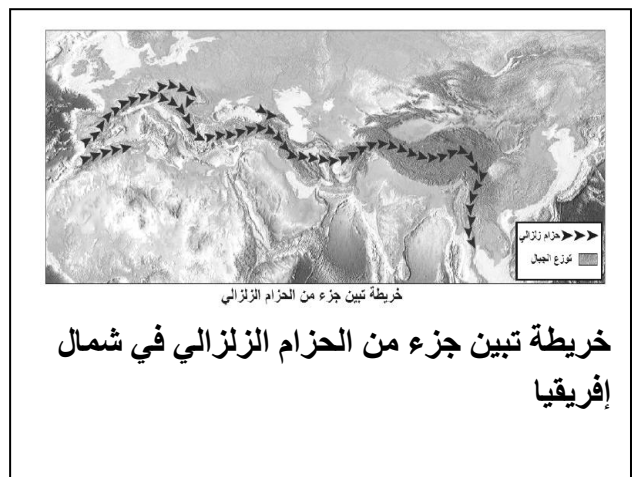 حزام زلزالي
توزع الجبال
خريطة تبين جزء من الحزام الزلزالي
خريطة تبين جزء من الحزام الزلزالي في شمال
إفريقيا